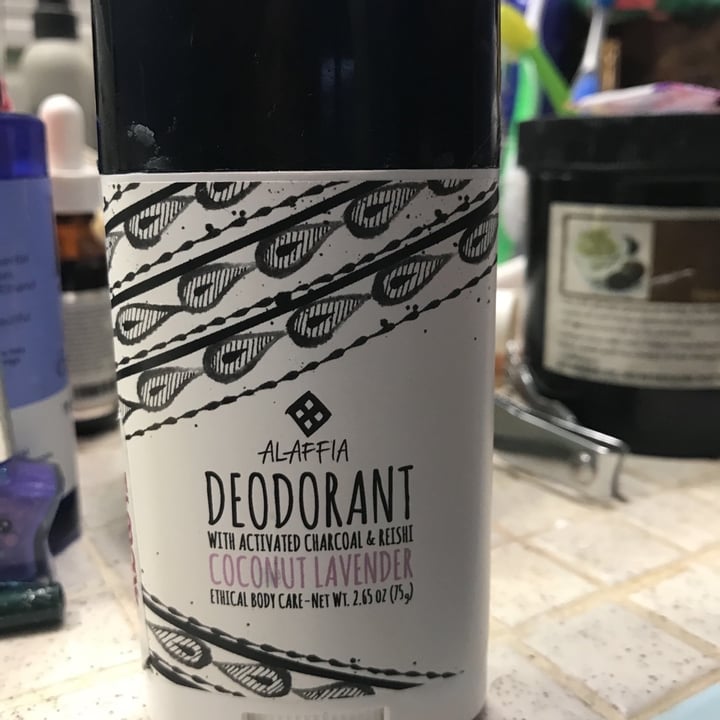 ALAFFIA
DEODORANT
WITH ACTIVATED CHARCOAL & REISHI
COCONUT LAVENDER
ETHICAL BODY CARE-NET WT. 2.65 OZ (75g)